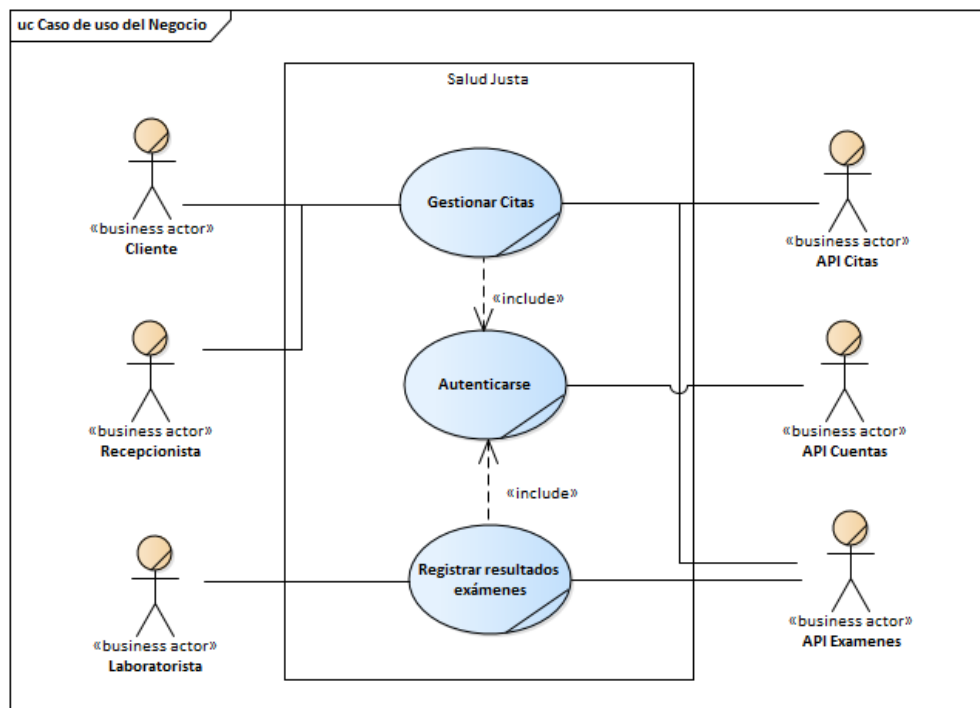 uc Caso de uso del Negocio
Salud Justa
«business actor»
Cliente
Gestionar Citas
«business actor»
API Citas
«include»
«business actor»
Recepcionista
Autenticarse
«business actor»
API Cuentas
«include»
«business actor»
Laboratorista
Registrar resultados
exámenes
«business actor»
API Examenes